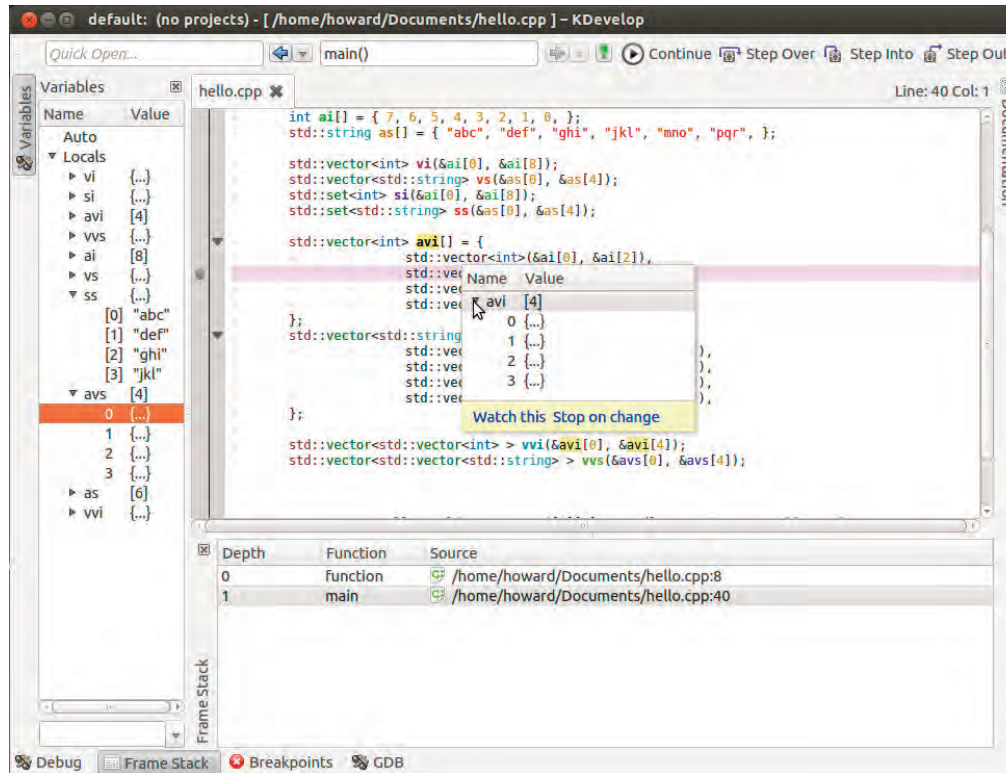 default: (no projects) - [ /home/howard/Documents/hello.cpp ] – KDevelop
Quick Open...
main()
Continue
Step Over
Step Into
Step Out
Variables
Variables
Name Value
Auto
Locals
vi {...}
si {...}
avi [4]
vvs {...}
ai [8]
vs {...}
ss {...}
[0] "abc"
[1] "def"
[2] "ghi"
[3] "jkl"
avs [4]
0 {...}
1 {...}
2 {...}
3 {...}
as [6]
vvi {...}
hello.cpp
Line: 40 Col: 1
int ai[] = { 7, 6, 5, 4, 3, 2, 1, 0, };
std::string as[] = { "abc", "def", "ghi", "jkl", "mno", "pqr", };
std::vector<int> vi(&ai[0], &ai[8]);
std::vector<std::string> vs(&as[0], &as[4]);
std::set<int> si(&ai[0], &ai[8]);
std::set<std::string> ss(&as[0], &as[4]);
std::vector<int> avi[] = {
std::vector<int>(&ai[0], &ai[2]),
std::vec
std::vec
std::vec
};
std::vector<std::string
std::vec ),
std::vec ),
std::vec ),
std::vec ),
};
std::vector<std::vector<int> > vvi(&avi[0], &avi[4]);
std::vector<std::vector<std::string> > vvs(&avs[0], &avs[4]);
Name Value
avi [4]
0 {...}
1 {...}
2 {...}
3 {...}
Watch this Stop on change
Frame Stack
Depth Function Source
0 function /home/howard/Documents/hello.cpp:8
1 main /home/howard/Documents/hello.cpp:40
Debug
Frame Stack
Breakpoints
GDB